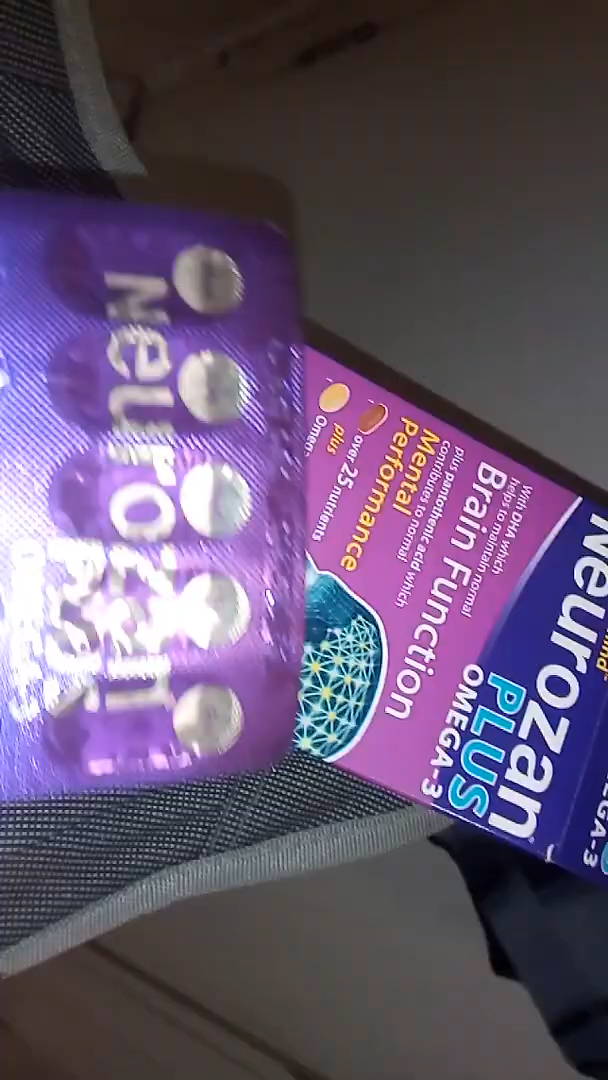 Neurozan
Neurozan®
PLUS
OMEGA-3
With DHA which
helps to maintain normal
Brain Function
plus pantothenic acid which
contributes to normal
Mental
Performance
over 25 nutrients
plus